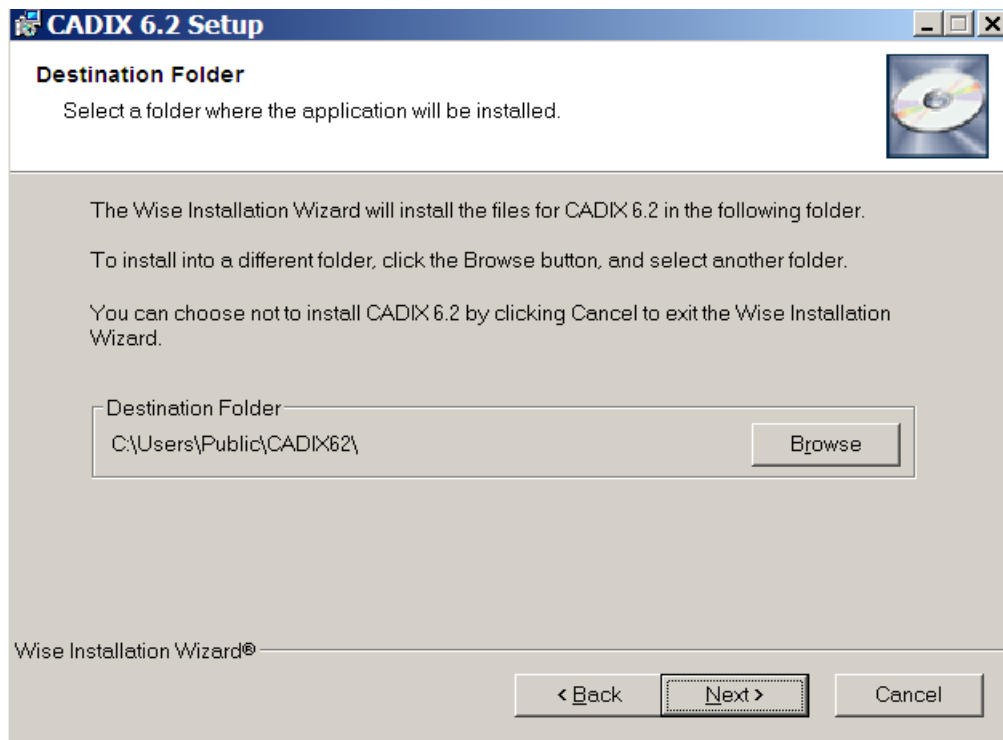 CADIX 6.2 Setup
Destination Folder
Select a folder where the application will be installed.
The Wise Installation Wizard will install the files for CADIX 6.2 in the following folder.
To install into a different folder, click the Browse button, and select another folder.
You can choose not to install CADIX 6.2 by clicking Cancel to exit the Wise Installation
Wizard.
Destination Folder
C:\Users\Public\CADIX62\
Browse
Wise Installation Wizard®
< Back
Next >
Cancel